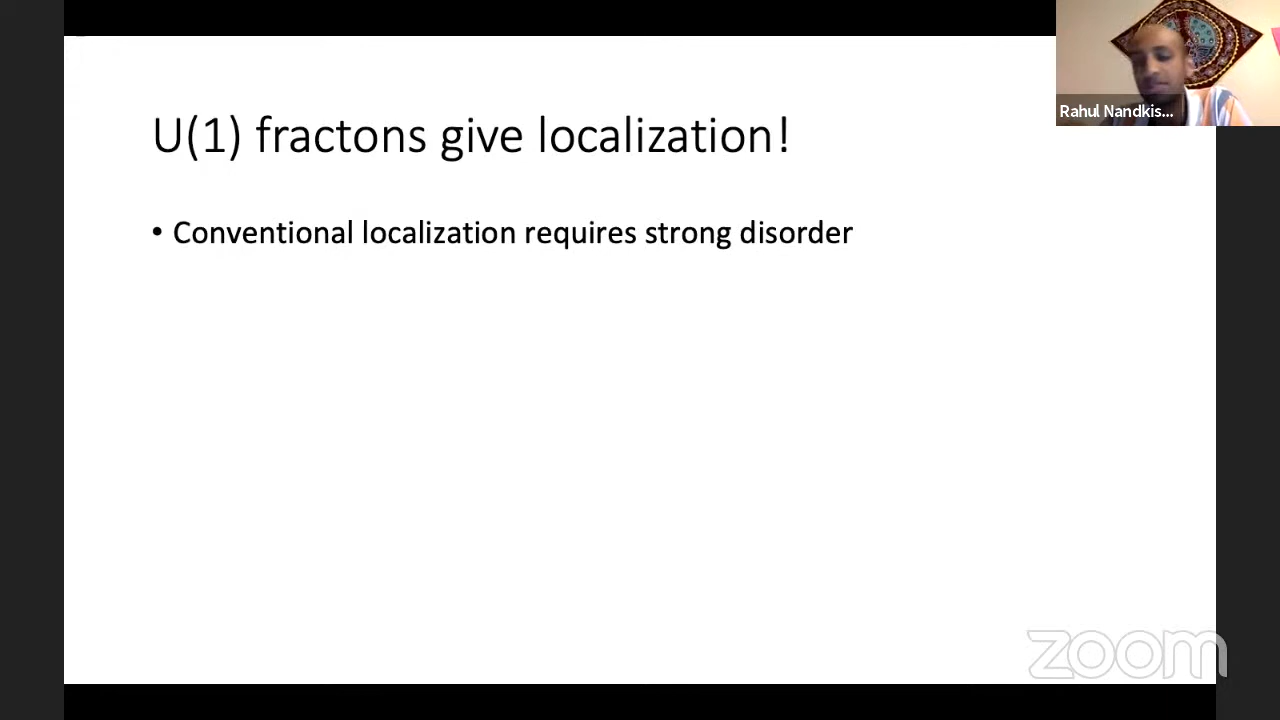 U(1) fractons give localization!
• Conventional localization requires strong disorder
Rahul Nandkis...
zoom